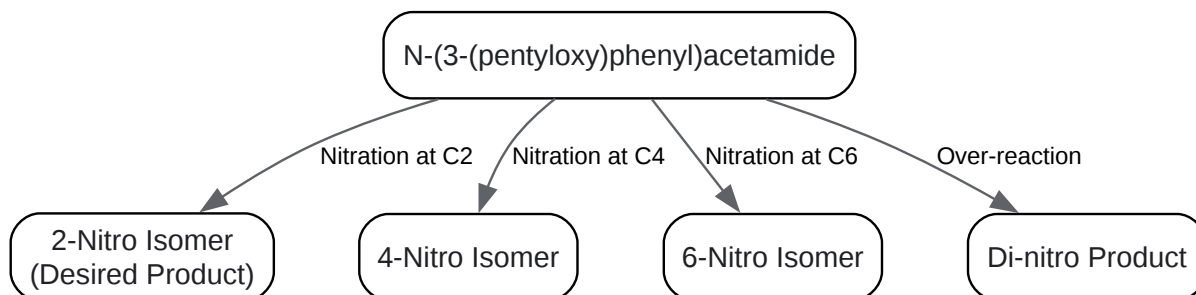 N-(3-(pentyloxy)phenyl)acetamide
Nitration at C2
Nitration at C4
Nitration at C6
Over-reaction
2-Nitro Isomer
(Desired Product)
4-Nitro Isomer
6-Nitro Isomer
Di-nitro Product